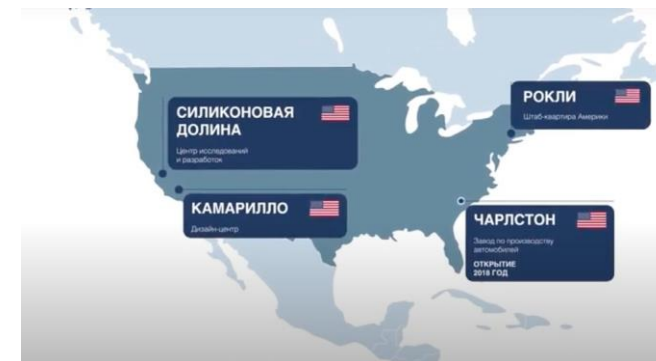 СИЛИКОНОВАЯ
ДОЛИНА
Центр исследований
и разработок
КАМАРИЛЛО
Дизайн-центр
РОКЛИ
Штаб-квартира Америки
ЧАРЛСТОН
Завод по производству
автомобилей
ОТКРЫТИЕ
2018 ГОД